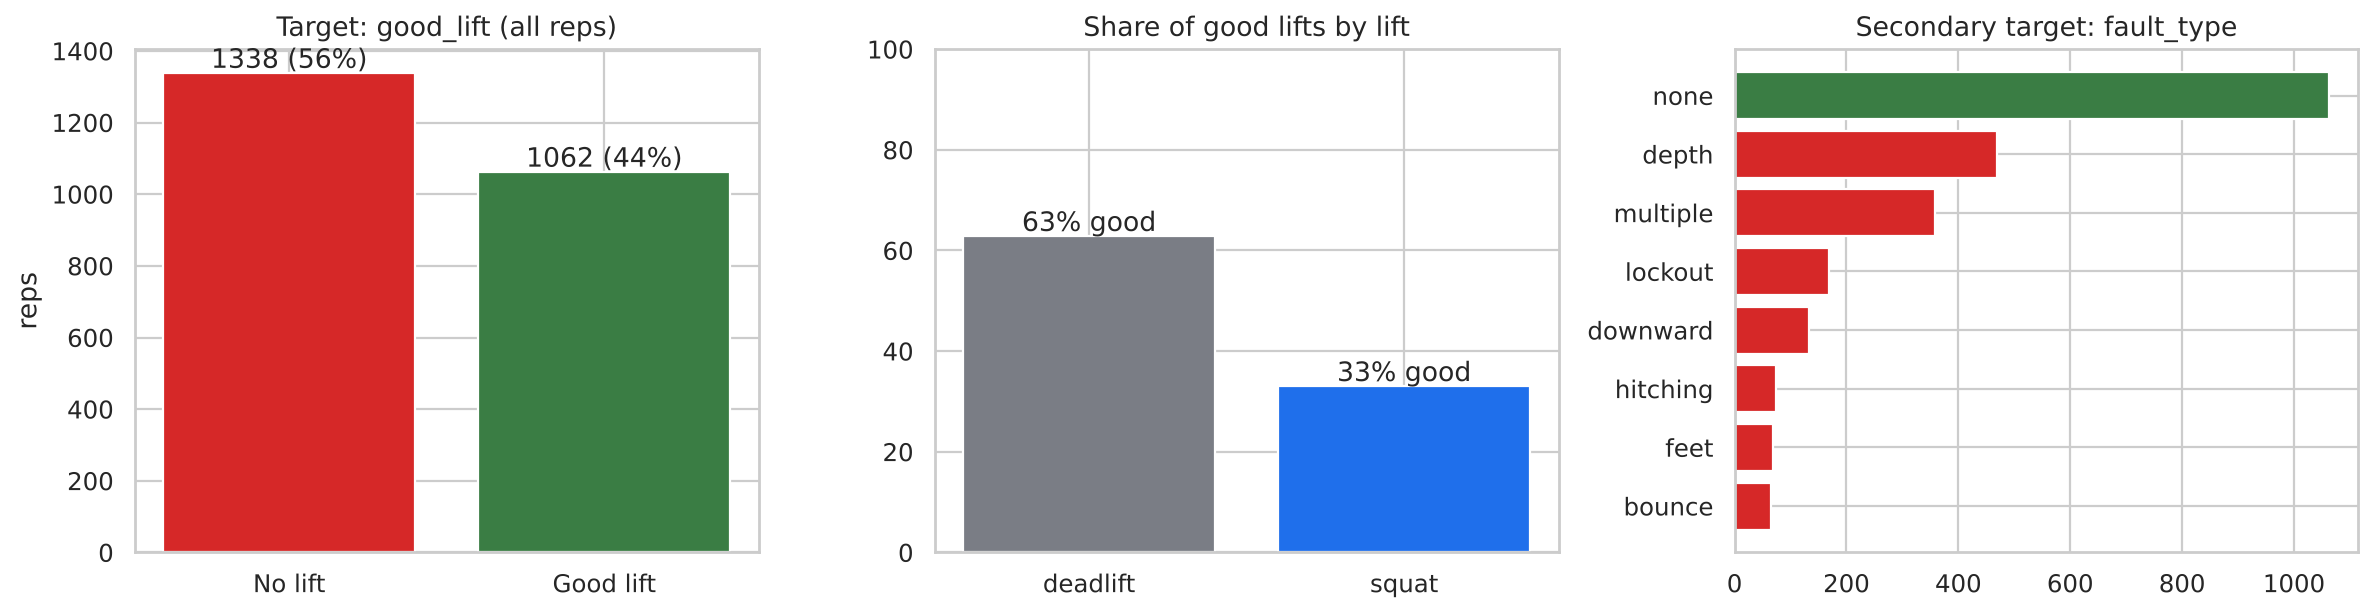 Target: good_lift (all reps)
1400
1200
1000
800
600
400
200
0
reps
1338 (56%)
1062 (44%)
No lift
Good lift
Share of good lifts by lift
100
80
60
40
20
0
63% good
33% good
deadlift
squat
Secondary target: fault_type
none
depth
multiple
lockout
downward
hitching
feet
bounce
0
200
400
600
800
1000